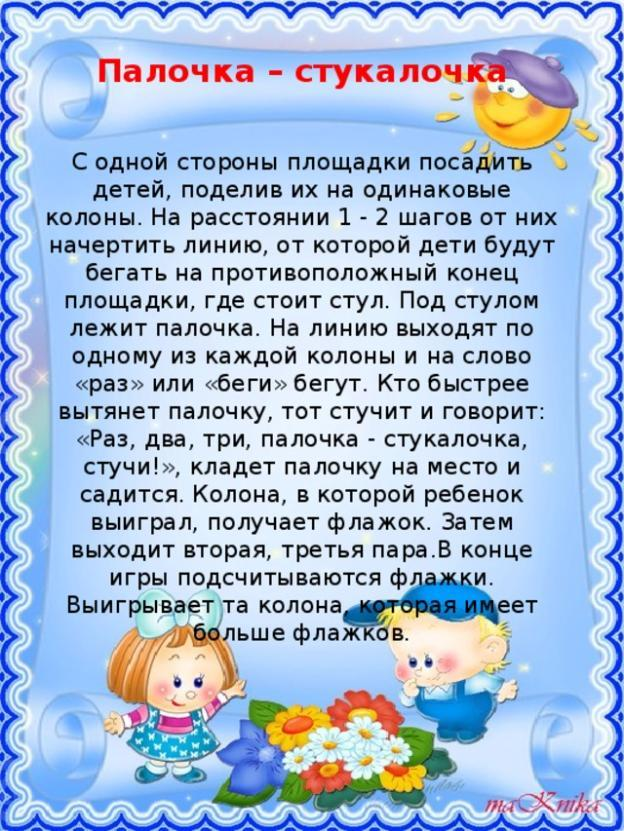 Палочка – стукалочка
С одной стороны площадки посадить
детей, поделив их на одинаковые
колоны. На расстоянии 1 - 2 шагов от них
начертить линию, от которой дети будут
бегать на противоположный конец
площадки, где стоит стул. Под стулом
лежит палочка. На линию выходят по
одному из каждой колоны и на слово
«раз» или «беги» бегут. Кто быстрее
вытянет палочку, тот стучит и говорит:
«Раз, два, три, палочка - стукалочка,
стучи!», кладет палочку на место и
садится. Колона, в которой ребенок
выиграл, получает флажок. Затем
выходит вторая, третья пара.В конце
игры подсчитываются флажки.
Выигрывает та колона, которая имеет
больше флажков.
maKnika